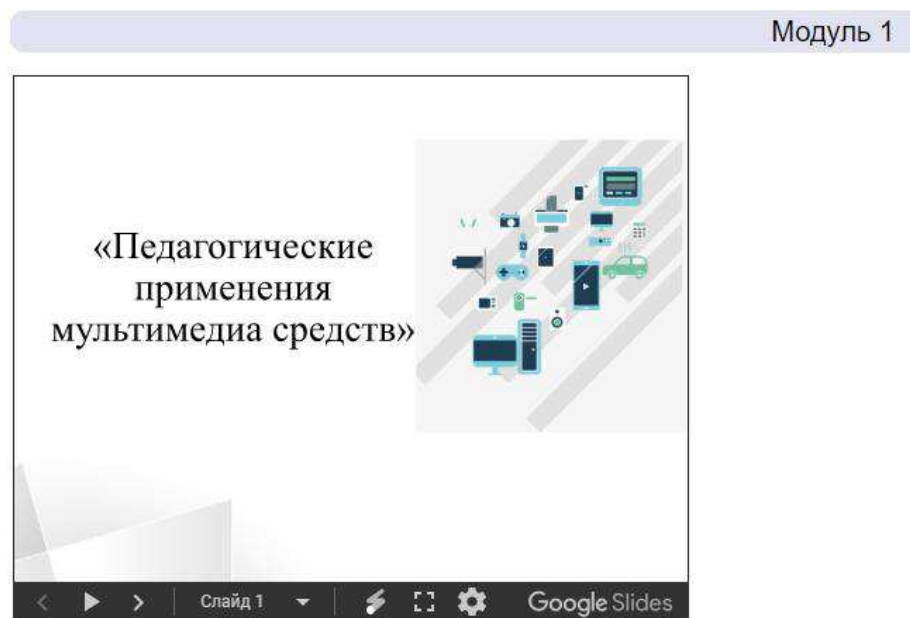 Модуль 1
«Педагогические
применения
мультимедиа средств»
Слайд 1
Google Slides